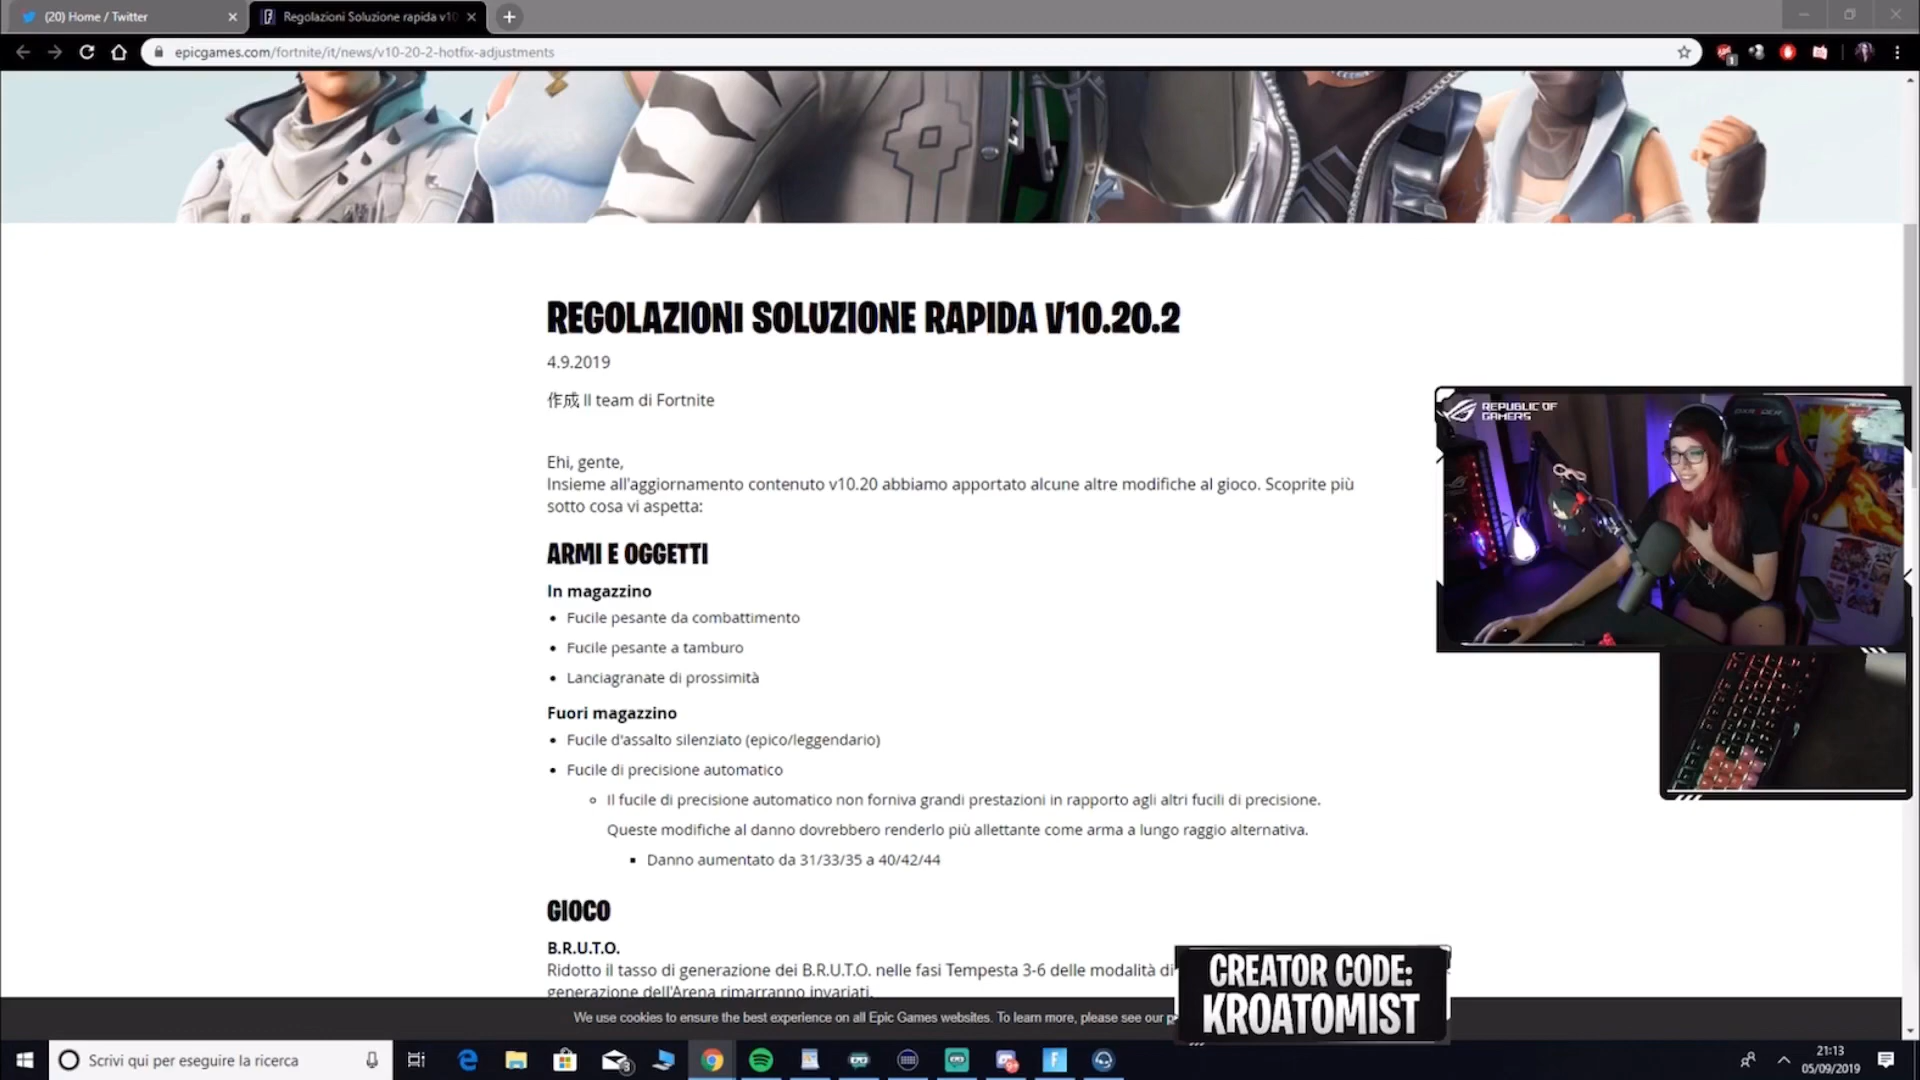 (20) Home / Twitter
Regolazioni Soluzione rapida v10
epicgames.com/fortnite/it/news/v10-20-2-hotfix-adjustments
REGOLAZIONI SOLUZIONE RAPIDA V10.20.2
4.9.2019
作成 Il team di Fortnite
Ehi, gente,
Insieme all'aggiornamento contenuto v10.20 abbiamo apportato alcune altre modifiche al gioco. Scoprite più
sotto cosa vi aspetta:
ARMI E OGGETTI
In magazzino
Fucile pesante da combattimento
Fucile pesante a tamburo
Lanciagranate di prossimità
Fuori magazzino
Fucile d'assalto silenziato (epico/leggendario)
Fucile di precisione automatico
Il fucile di precisione automatico non forniva grandi prestazioni in rapporto agli altri fucili di precisione.
Queste modifiche al danno dovrebbero renderlo più allettante come arma a lungo raggio alternativa.
Danno aumentato da 31/33/35 a 40/42/44
GIOCO
B.R.U.T.O.
Ridotto il tasso di generazione dei B.R.U.T.O. nelle fasi Tempesta 3-6 delle modalità di
generazione dell'Arena rimarranno invariati.
We use cookies to ensure the best experience on all Epic Games websites. To learn more, please see our
REPUBLIC OF
GAMERS
DXRACER
CREATOR CODE:
KROATOMIST
Scrivi qui per eseguire la ricerca
21:13
05/09/2019